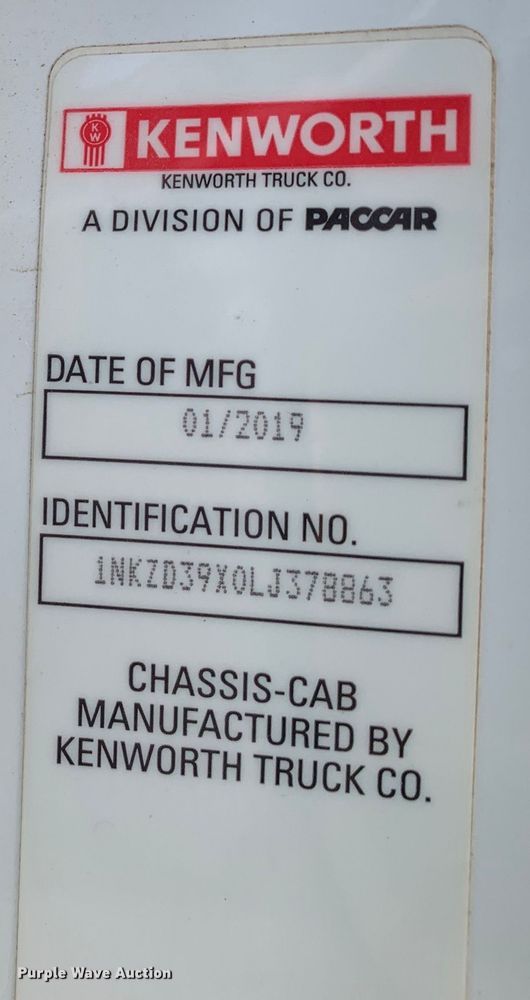 KW
KENWORTH
KENWORTH TRUCK CO.
A DIVISION OF PACCAR
DATE OF MFG
01/2019
IDENTIFICATION NO.
1NKZD39X0LJ378863
CHASSIS-CAB
MANUFACTURED BY
KENWORTH TRUCK CO.
Purple Wave Auction